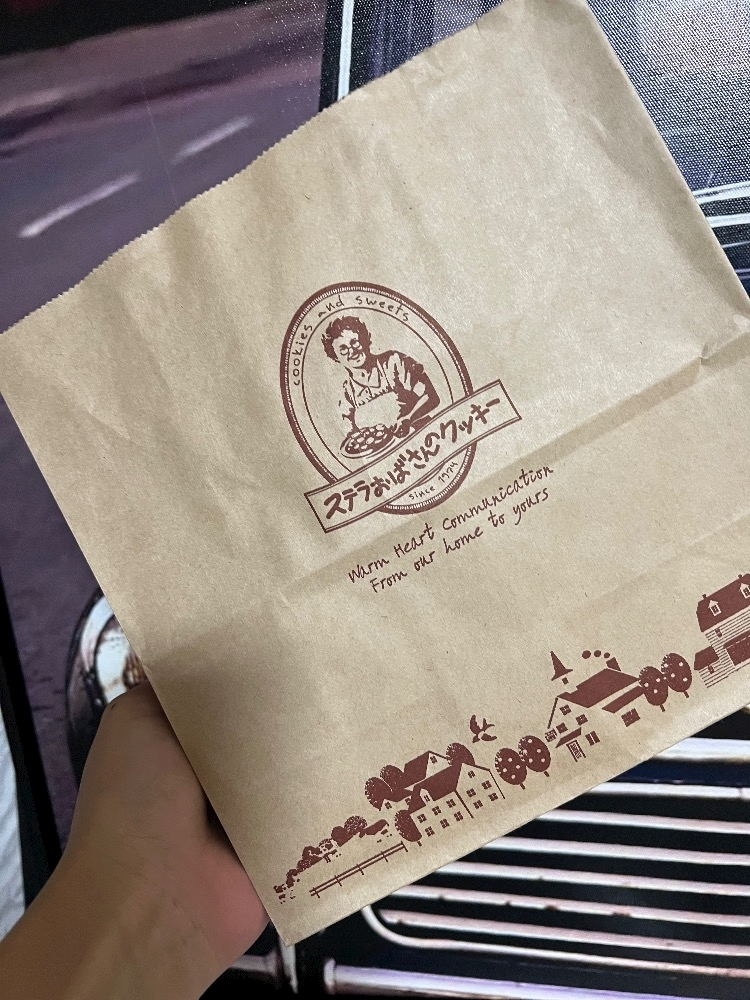 cookies and sweets
ステラおばさんのクッキー
since 1974
Warm Heart Communication
From our home to yours